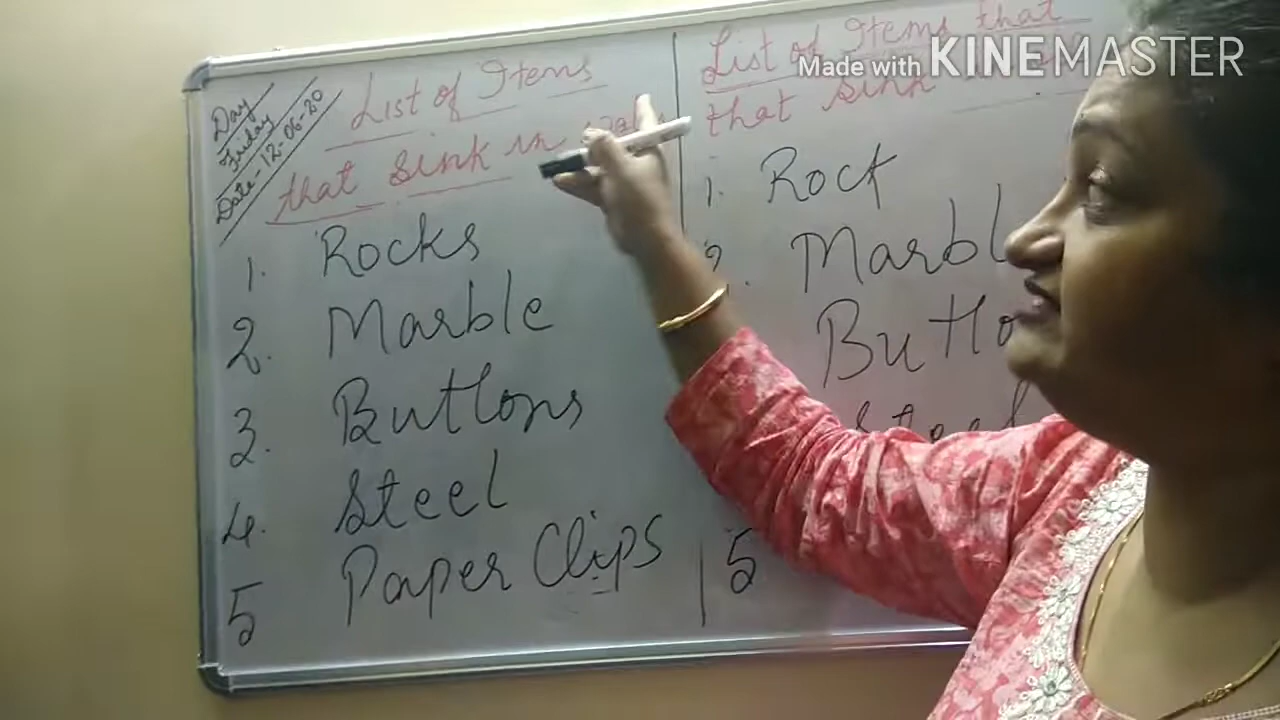 Made with KINEMASTER
Day
Friday
Date-12-06-20
List of Items
that sink in
1. Rocks
2. Marble
3. Buttons
4. Steel
5 Paper Clips
List of Items that
that sink
1. Rock
2. Marbl
Butto
Steel
5